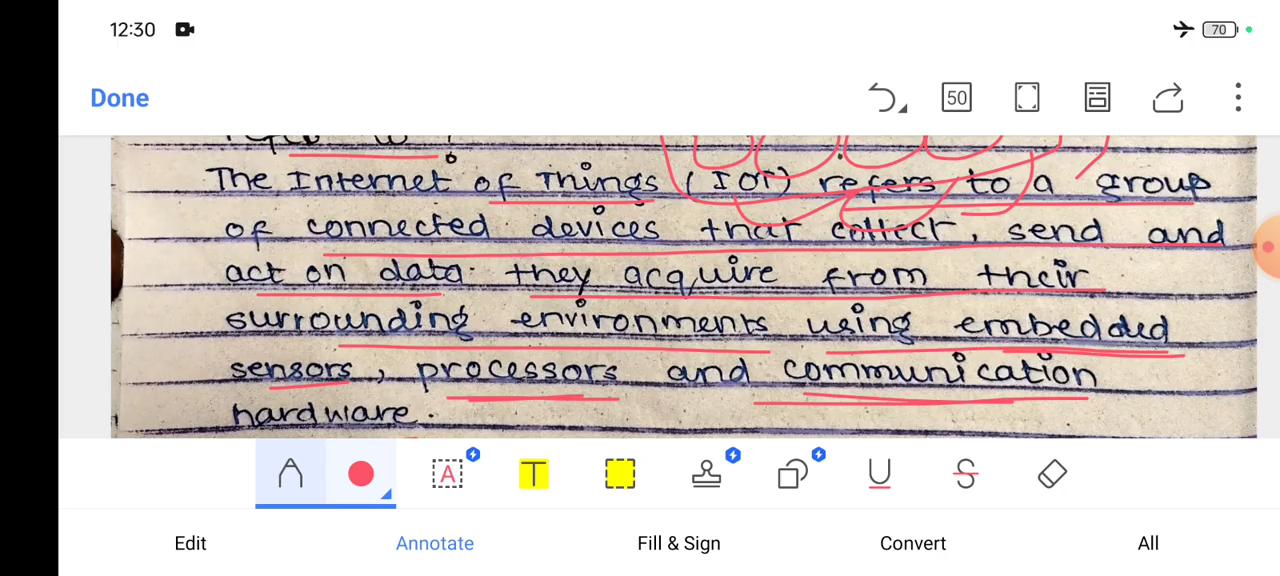 12:30
70
Done
50
The Internet of Things (IOT) refers to a group
of connected devices that collect, send and
act on data they acquire from their
surrounding environments using embedded
sensors, processors and communication
hardware.
A
T
U
S
Edit
Annotate
Fill & Sign
Convert
All